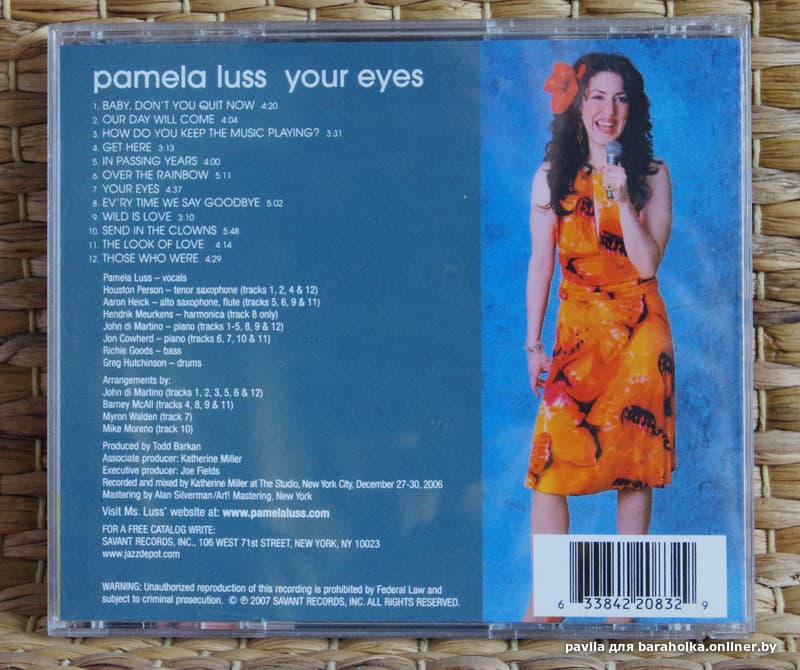 pamela luss your eyes
1. BABY, DON'T YOU QUIT NOW 4:20
2. OUR DAY WILL COME 4:04
3. HOW DO YOU KEEP THE MUSIC PLAYING? 3:31
4. GET HERE 3:13
5. IN PASSING YEARS 4:00
6. OVER THE RAINBOW 5:11
7. YOUR EYES 4:37
8. EV'RY TIME WE SAY GOODBYE 5:02
9. WILD IS LOVE 3:10
10. SEND IN THE CLOWNS 5:48
11. THE LOOK OF LOVE 4:14
12. THOSE WHO WERE 4:29
Pamela Luss – vocals
Houston Person – tenor saxophone (tracks 1, 2, 4 & 12)
Aaron Heick – alto saxophone, flute (tracks 5, 6, 9 & 11)
Hendrik Meurkens – harmonica (track 8 only)
John di Martino – piano (tracks 1-5, 8, 9 & 12)
Jon Cowherd – piano (tracks 6, 7, 10 & 11)
Richie Goods – bass
Greg Hutchinson – drums
Arrangements by:
John di Martino (tracks 1, 2, 3, 5, 6 & 12)
Barney McAll (tracks 4, 8, 9 & 11)
Myron Walden (track 7)
Mike Moreno (track 10)
Produced by Todd Barkan
Associate producer: Katherine Miller
Executive producer: Joe Fields
Recorded and mixed by Katherine Miller at The Studio, New York City, December 27-30, 2006
Mastering by Alan Silverman/Arf! Mastering, New York
Visit Ms. Luss' website at: www.pamelaluss.com
FOR A FREE CATALOG WRITE:
SAVANT RECORDS, INC., 106 WEST 71st STREET, NEW YORK, NY 10023
www.jazzdepot.com
WARNING: Unauthorized reproduction of this recording is prohibited by Federal Law and
subject to criminal prosecution. © ℗ 2007 SAVANT RECORDS, INC. ALL RIGHTS RESERVED.
6 33842 20832 9
pavlla для baraholka.onliner.by